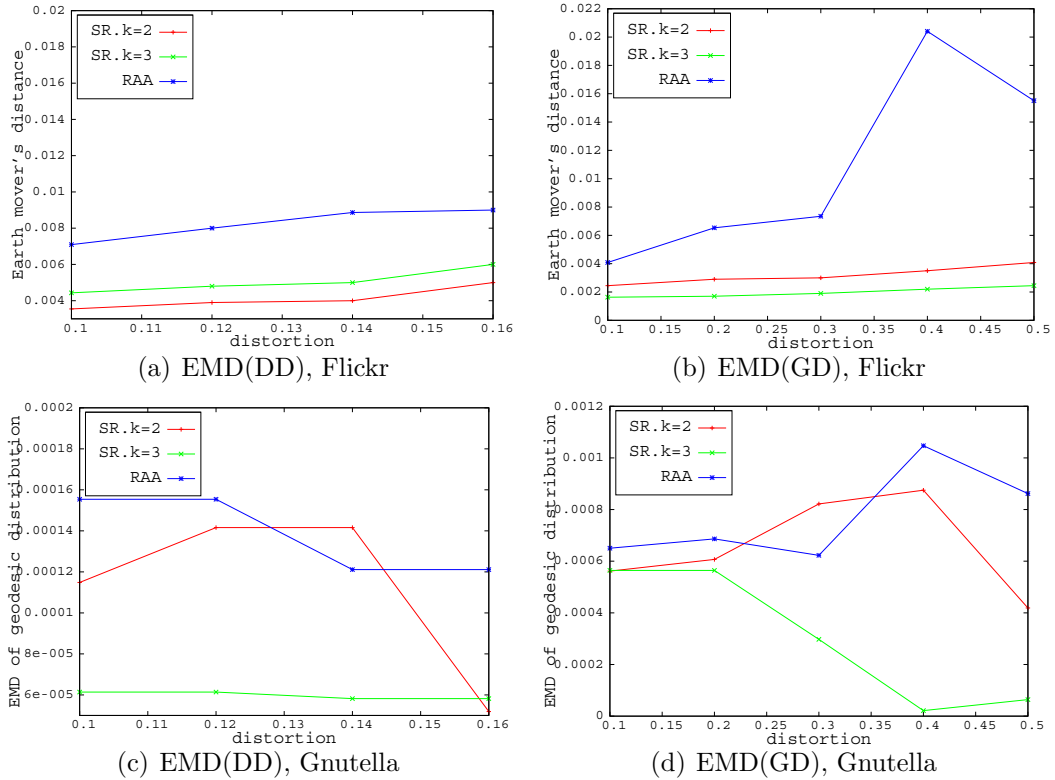 0.02
0.018
0.016
0.014
0.012
0.01
0.008
0.006
0.004
Earth mover's distance
SR.k=2
SR.k=3
RAA
0.1 0.11 0.12 0.13 0.14 0.15 0.16
distortion
(a) EMD(DD), Flickr
0.022
0.02
0.018
0.016
0.014
0.012
0.01
0.008
0.006
0.004
0.002
0
Earth mover's distance
SR.k=2
SR.k=3
RAA
0.1 0.15 0.2 0.25 0.3 0.35 0.4 0.45 0.5
distortion
(b) EMD(GD), Flickr
0.0002
0.00018
0.00016
0.00014
0.00012
0.0001
8e-005
6e-005
EMD of geodesic distribution
SR.k=2
SR.k=3
RAA
0.1 0.11 0.12 0.13 0.14 0.15 0.16
distortion
(c) EMD(DD), Gnutella
0.0012
0.001
0.0008
0.0006
0.0004
0.0002
0
EMD of geodesic distribution
SR.k=2
SR.k=3
RAA
0.1 0.15 0.2 0.25 0.3 0.35 0.4 0.45 0.5
distortion
(d) EMD(GD), Gnutella